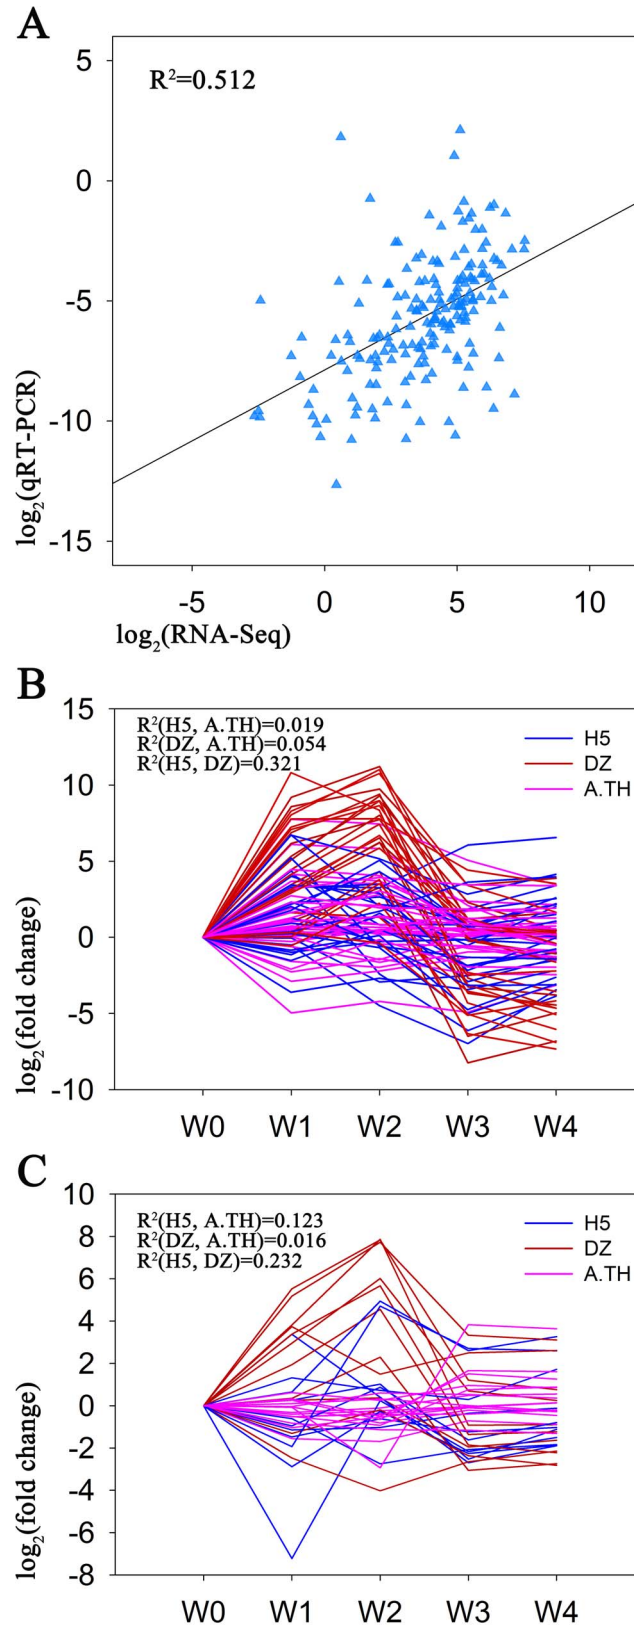 A
R²=0.512
5
0
-5
-10
-15
log₂(qRT-PCR)
-5 0 5 10
log₂(RNA-Seq)
B
15
10
5
0
-5
-10
log₂(fold change)
R²(H5, A.TH)=0.019
R²(DZ, A.TH)=0.054
R²(H5, DZ)=0.321
H5
DZ
A.TH
W0 W1 W2 W3 W4
C
10
8
6
4
2
0
-2
-4
-6
-8
log₂(fold change)
R²(H5, A.TH)=0.123
R²(DZ, A.TH)=0.016
R²(H5, DZ)=0.232
H5
DZ
A.TH
W0 W1 W2 W3 W4